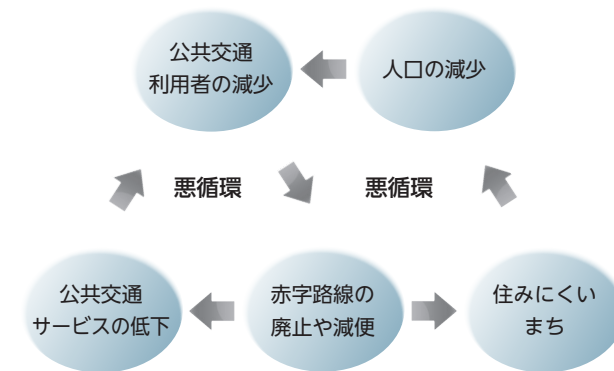 公共交通
利用者の減少
人口の減少
悪循環
悪循環
公共交通
サービスの低下
赤字路線の
廃止や減便
住みにくい
まち